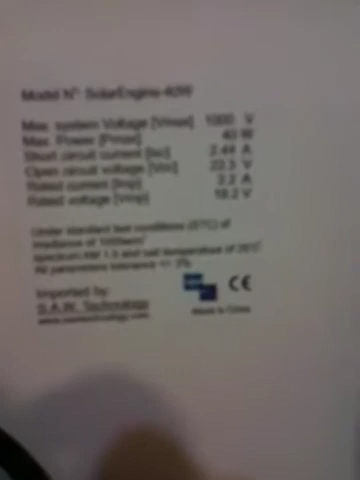 Model N°: SolarEngine-40W
Max. system Voltage [Vmax] 1000 V
Max. Power [Pmax] 40 W
Short circuit current [Isc] 2.44 A
Open circuit voltage [Voc] 22.3 V
Rated current [Imp] 2.2 A
Rated voltage [Vmp] 18.2 V
Under standard test conditions (STC) of
irradiance of
spectrum AM 1.5 and cell temperature of 25°C
All parameters tolerance +/- 5%
Imported by:
S.A.W. Technology
CE
Made in China